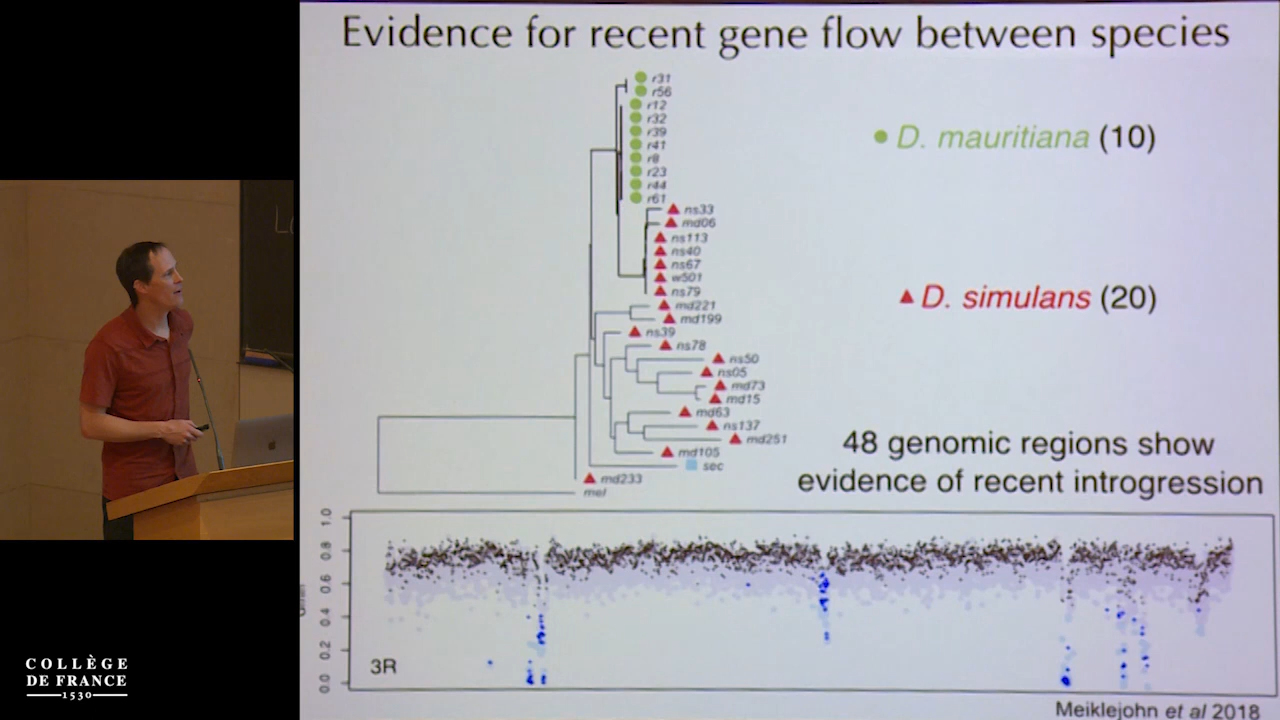 Evidence for recent gene flow between species
r31
r56
r12
r32
r39
r41
r8
r23
r44
r61
ns33
md06
ns113
ns40
ns67
w501
ns79
md221
md199
ns39
ns78
ns50
ns05
md73
md15
md63
ns137
md251
md105
sec
md233
mel
D. mauritiana (10)
D. simulans (20)
48 genomic regions show
evidence of recent introgression
1.0
0.8
0.6
0.4
0.2
0.0
3R
Meiklejohn et al 2018
COLLÈGE
DE FRANCE
1530